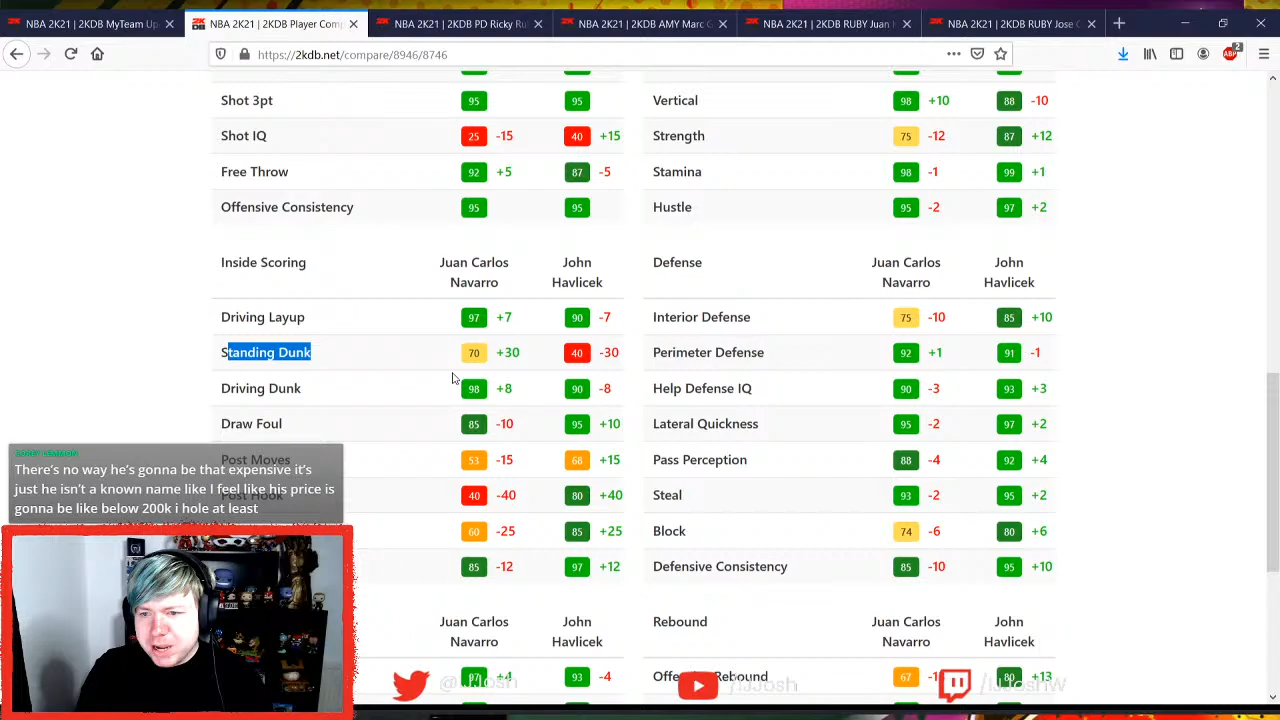 NBA 2K21 | 2KDB MyTeam Up
NBA 2K21 | 2KDB Player Com
NBA 2K21 | 2KDB PD Ricky Ru
NBA 2K21 | 2KDB AMY Marc G
NBA 2K21 | 2KDB RUBY Juan
NBA 2K21 | 2KDB RUBY Jose
https://2kdb.net/compare/8946/8746
2
ABP
Shot 3pt 95 95
Vertical 98 +10 88 -10
Shot IQ 25 -15 40 +15
Strength 75 -12 87 +12
Free Throw 92 +5 87 -5
Stamina 98 -1 99 +1
Offensive Consistency 95 95
Hustle 95 -2 97 +2
Inside Scoring Juan Carlos Navarro John Havlicek
Defense Juan Carlos Navarro John Havlicek
Driving Layup 97 +7 90 -7
Interior Defense 75 -10 85 +10
Standing Dunk 70 +30 40 -30
Perimeter Defense 92 +1 91 -1
Driving Dunk 98 +8 90 -8
Help Defense IQ 90 -3 93 +3
Draw Foul 85 -10 95 +10
Lateral Quickness 95 -2 97 +2
Post Moves 53 -15 68 +15
Pass Perception 88 -4 92 +4
Post Hook 40 -40 80 +40
Steal 93 -2 95 +2
60 -25 85 +25
Block 74 -6 80 +6
85 -12 97 +12
Defensive Consistency 85 -10 95 +10
There's no way he's gonna be that expensive it's
just he isn't a known name like I feel like his price is
gonna be like below 200k i hole at least
Juan Carlos Navarro John Havlicek
Rebound Juan Carlos Navarro John Havlicek
97 +4 93 -4
Offensive Rebound 67 80 +13
@IJJosh
/IJJosh
/IJJoshW